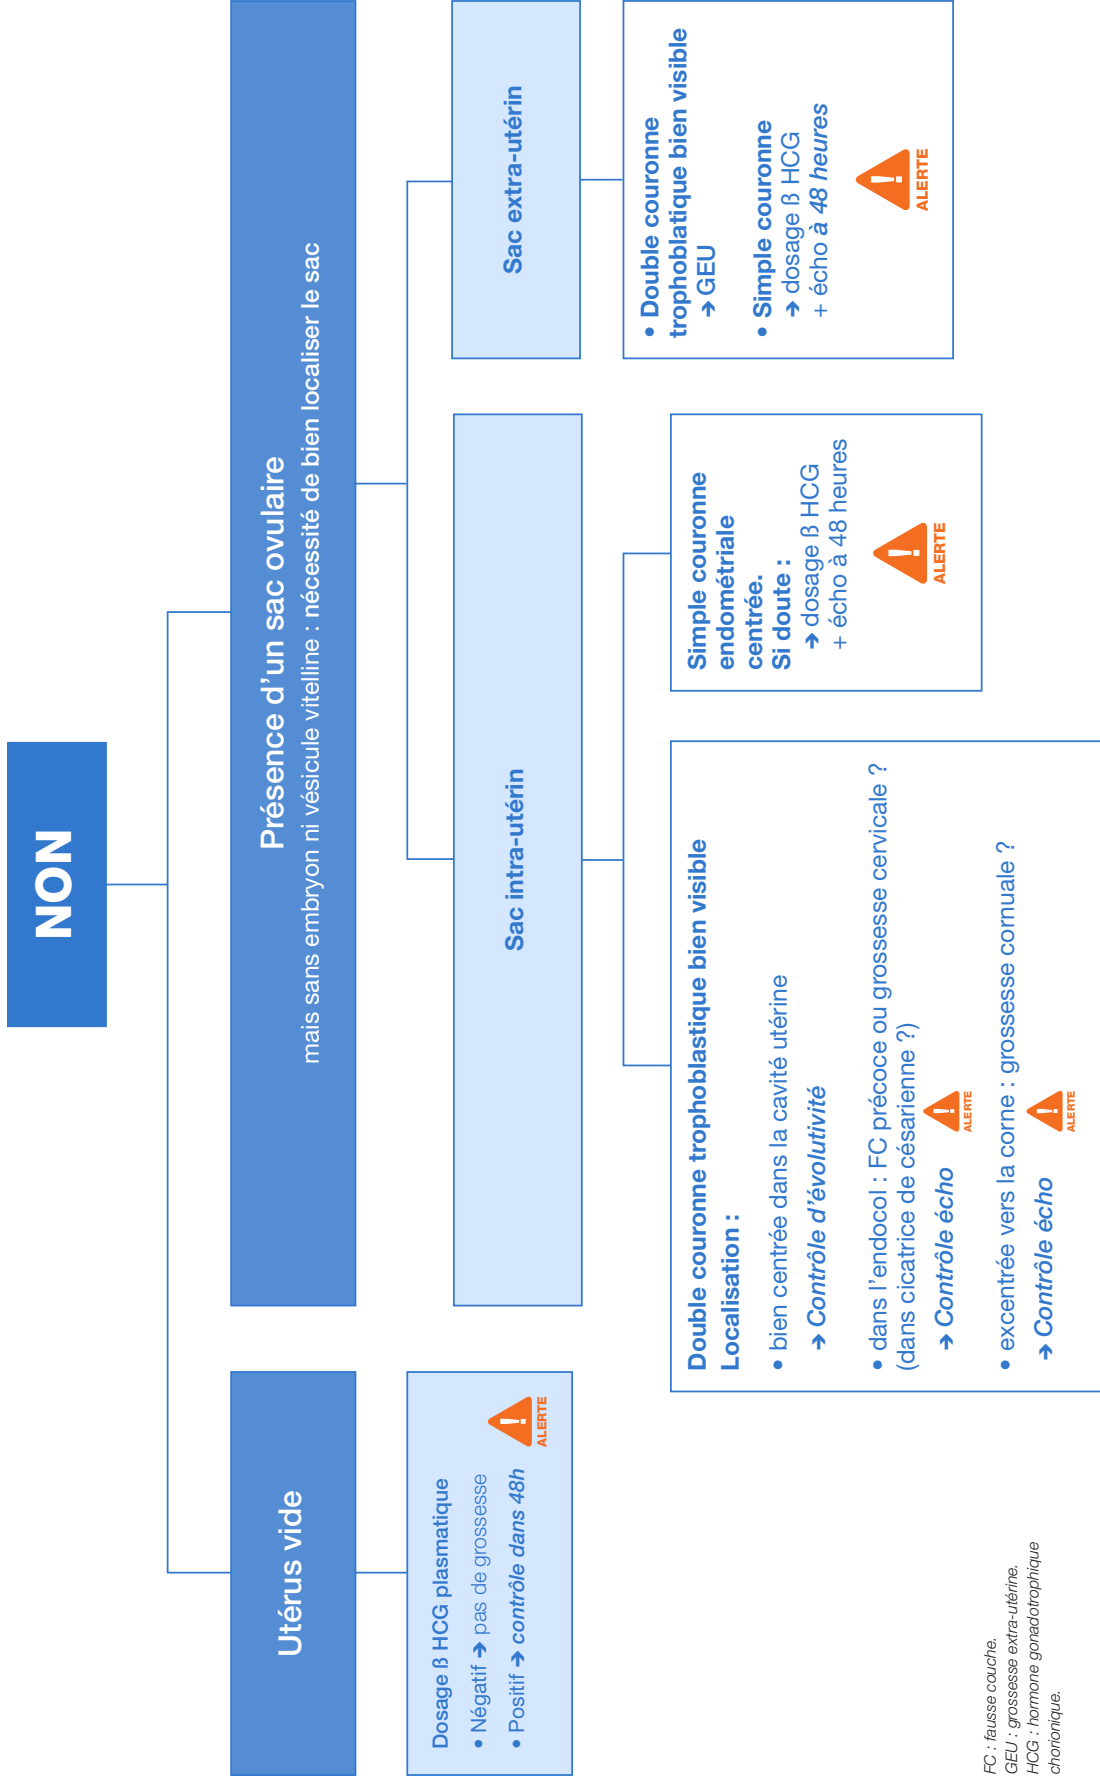 NON
Utérus vide
Dosage ß HCG plasmatique
• Négatif ➔ pas de grossesse
• Positif ➔ contrôle dans 48h
ALERTE
Présence d'un sac ovulaire
mais sans embryon ni vésicule vitelline : nécessité de bien localiser le sac
Sac intra-utérin
Double couronne trophoblastique bien visible
Localisation :
• bien centrée dans la cavité utérine
➔ Contrôle d'évolutivité
• dans l'endocol : FC précoce ou grossesse cervicale ?
(dans cicatrice de césarienne ?)
➔ Contrôle écho
ALERTE
• excentrée vers la corne : grossesse cornuale ?
➔ Contrôle écho
ALERTE
Simple couronne
endométriale
centrée.
Si doute :
➔ dosage ß HCG
+ écho à 48 heures
ALERTE
Sac extra-utérin
• Double couronne
trophoblatique bien visible
➔ GEU
• Simple couronne
➔ dosage ß HCG
+ écho à 48 heures
ALERTE
FC : fausse couche.
GEU : grossesse extra-utérine.
HCG : hormone gonadotrophique
chorionique.